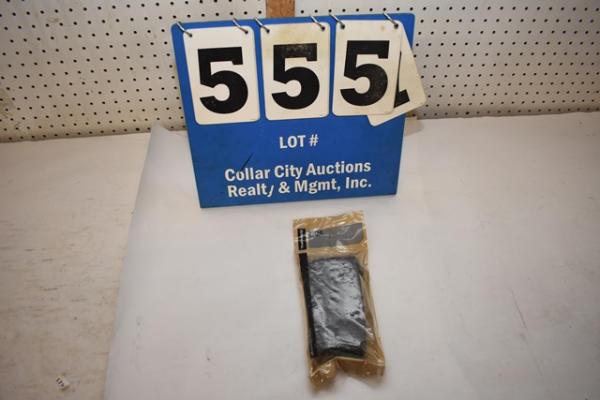 555
LOT #
Collar City Auctions
Realty & Mgmt, Inc.